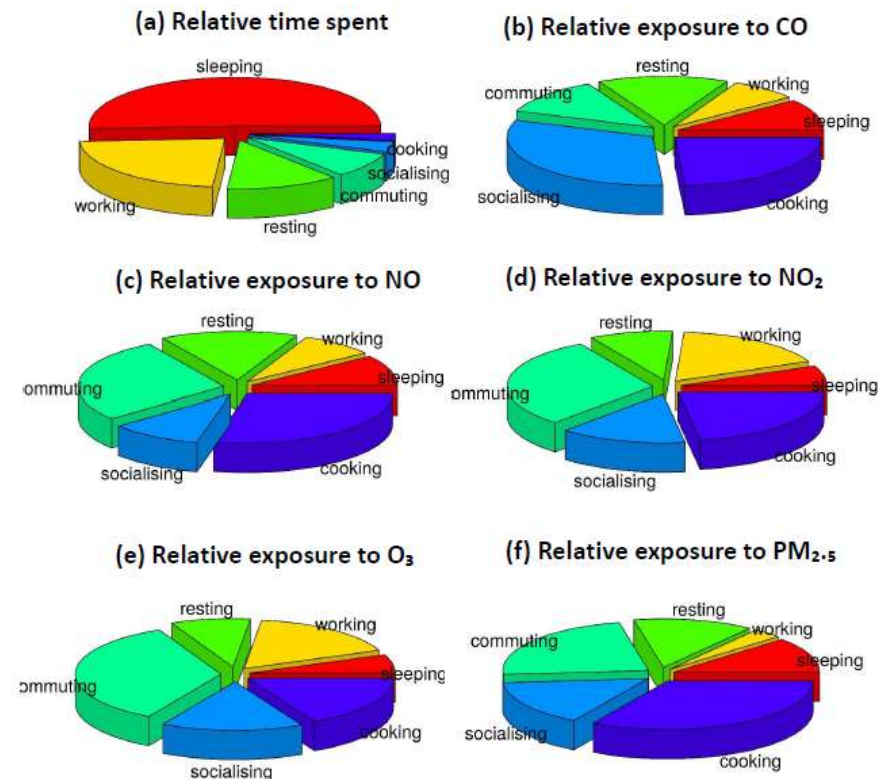 (a) Relative time spent
sleeping
cooking
socialising
commuting
working
resting
(b) Relative exposure to CO
resting
working
commuting
sleeping
socialising
cooking
(c) Relative exposure to NO
resting
working
sleeping
ommuting
socialising
cooking
(d) Relative exposure to NO₂
resting
working
sleeping
ommuting
cooking
socialising
(e) Relative exposure to O₃
resting
working
sleeping
ommuting
cooking
socialising
(f) Relative exposure to PM₂.₅
resting
working
commuting
sleeping
socialising
cooking